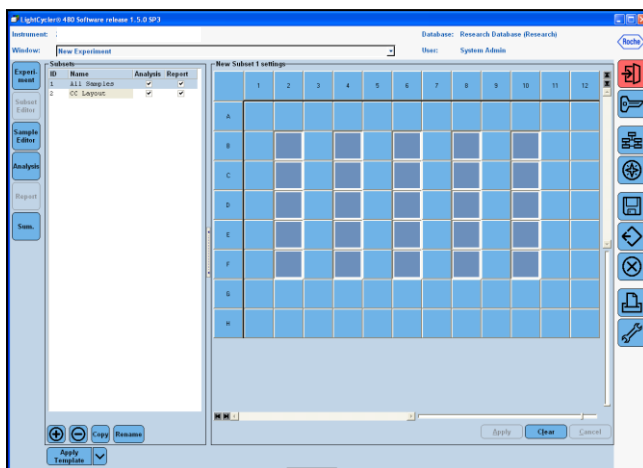 LightCycler® 480 Software release 1.5.0 SP3
Instrument: Database: Research Database (Research)
Window: New Experiment User: System Admin
Roche
Experi-
ment
Subset
Editor
Sample
Editor
Analysis
Report
Sum.
Subsets
ID Name Analysis Report
1 All Samples
2 CC Layout
New Subset 1 settings
1 2 3 4 5 6 7 8 9 10 11 12
A
B
C
D
E
F
G
H
Copy Rename
Apply Clear Cancel
Apply
Template